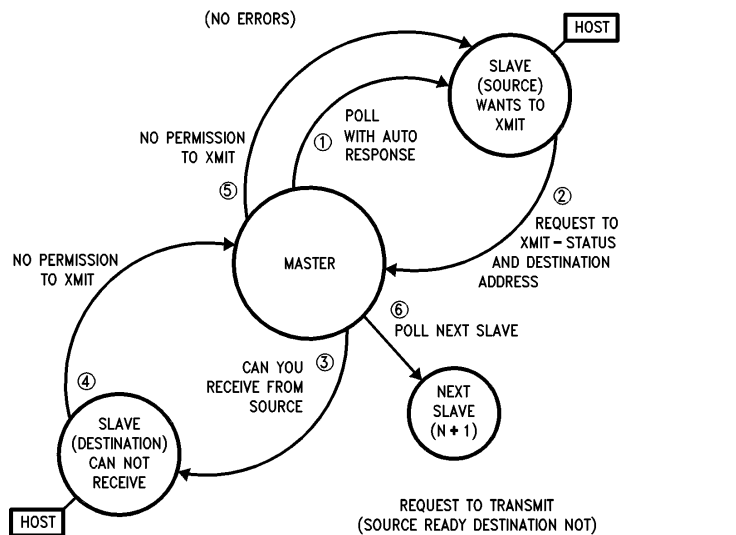 (NO ERRORS)
HOST
SLAVE
(SOURCE)
WANTS TO
XMIT
POLL
① WITH AUTO
RESPONSE
NO PERMISSION
TO XMIT
⑤
②
REQUEST TO
XMIT – STATUS
AND DESTINATION
ADDRESS
MASTER
NO PERMISSION
TO XMIT
⑥
POLL NEXT SLAVE
CAN YOU ③
RECEIVE FROM
SOURCE
④
SLAVE
(DESTINATION)
CAN NOT
RECEIVE
NEXT
SLAVE
(N + 1)
HOST
REQUEST TO TRANSMIT
(SOURCE READY DESTINATION NOT)